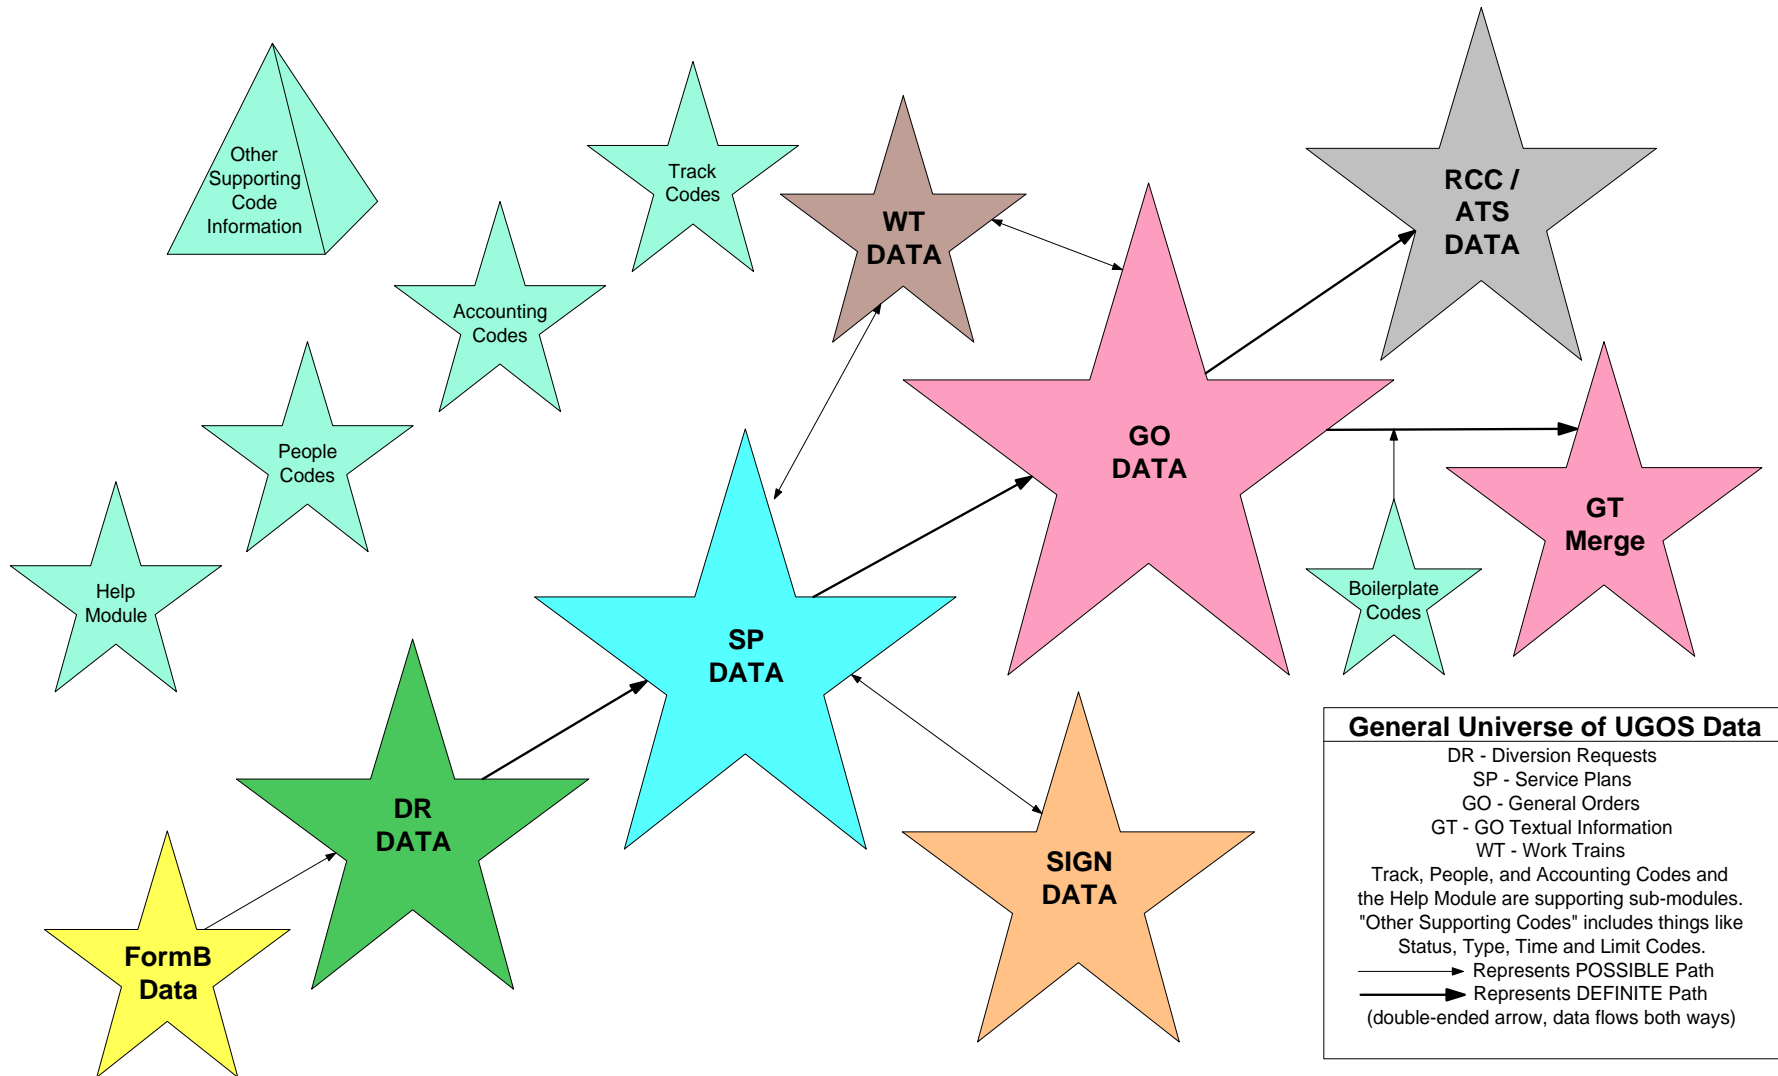 Other
Supporting
Code
Information
Track
Codes
Accounting
Codes
People
Codes
Help
Module
WT
DATA
RCC /
ATS
DATA
GO
DATA
GT
Merge
Boilerplate
Codes
SP
DATA
DR
DATA
SIGN
DATA
FormB
Data
General Universe of UGOS Data
DR - Diversion Requests
SP - Service Plans
GO - General Orders
GT - GO Textual Information
WT - Work Trains
Track, People, and Accounting Codes and
the Help Module are supporting sub-modules.
"Other Supporting Codes" includes things like
Status, Type, Time and Limit Codes.
Represents POSSIBLE Path
Represents DEFINITE Path
(double-ended arrow, data flows both ways)